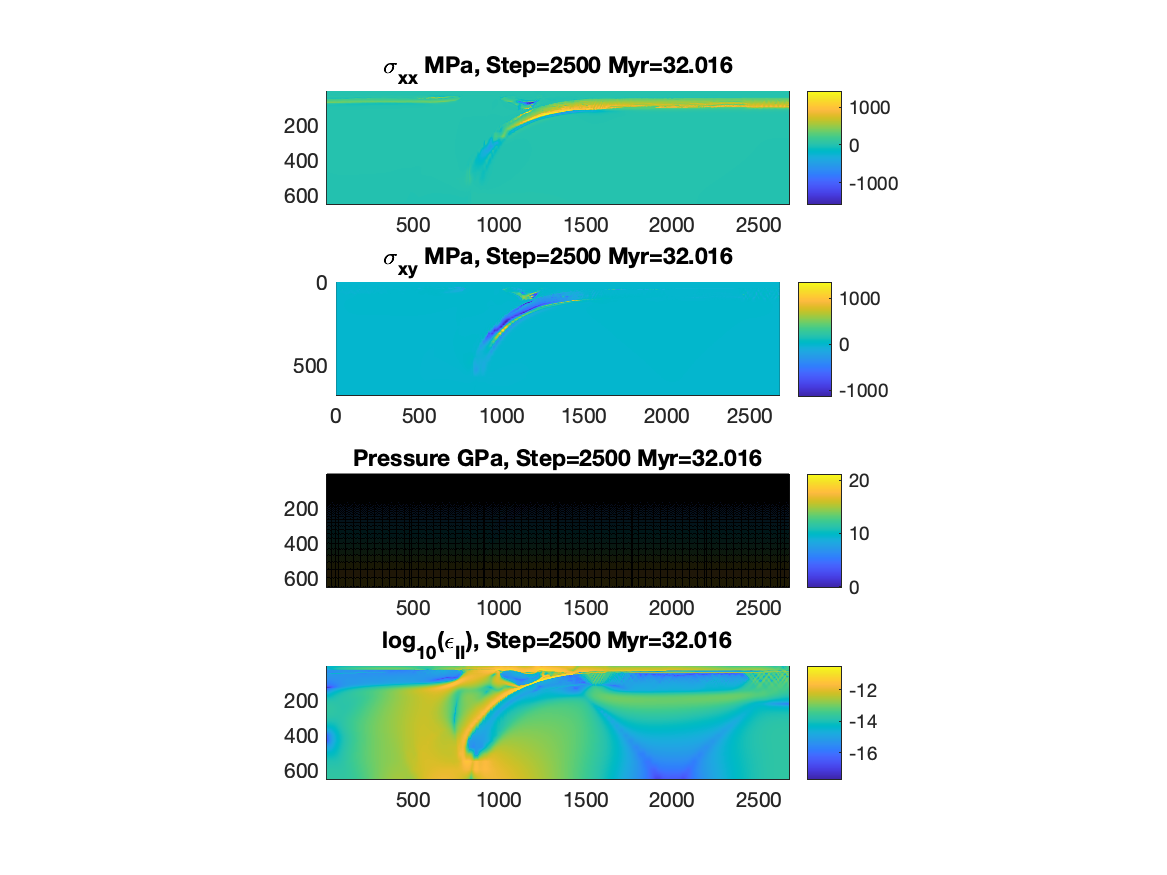 σxx MPa, Step=2500 Myr=32.016
200
400
600
500 1000 1500 2000 2500
1000
0
-1000
σxy MPa, Step=2500 Myr=32.016
0
500
0 500 1000 1500 2000 2500
1000
0
-1000
Pressure GPa, Step=2500 Myr=32.016
200
400
600
500 1000 1500 2000 2500
20
10
0
log10(ϵII), Step=2500 Myr=32.016
200
400
600
500 1000 1500 2000 2500
-12
-14
-16